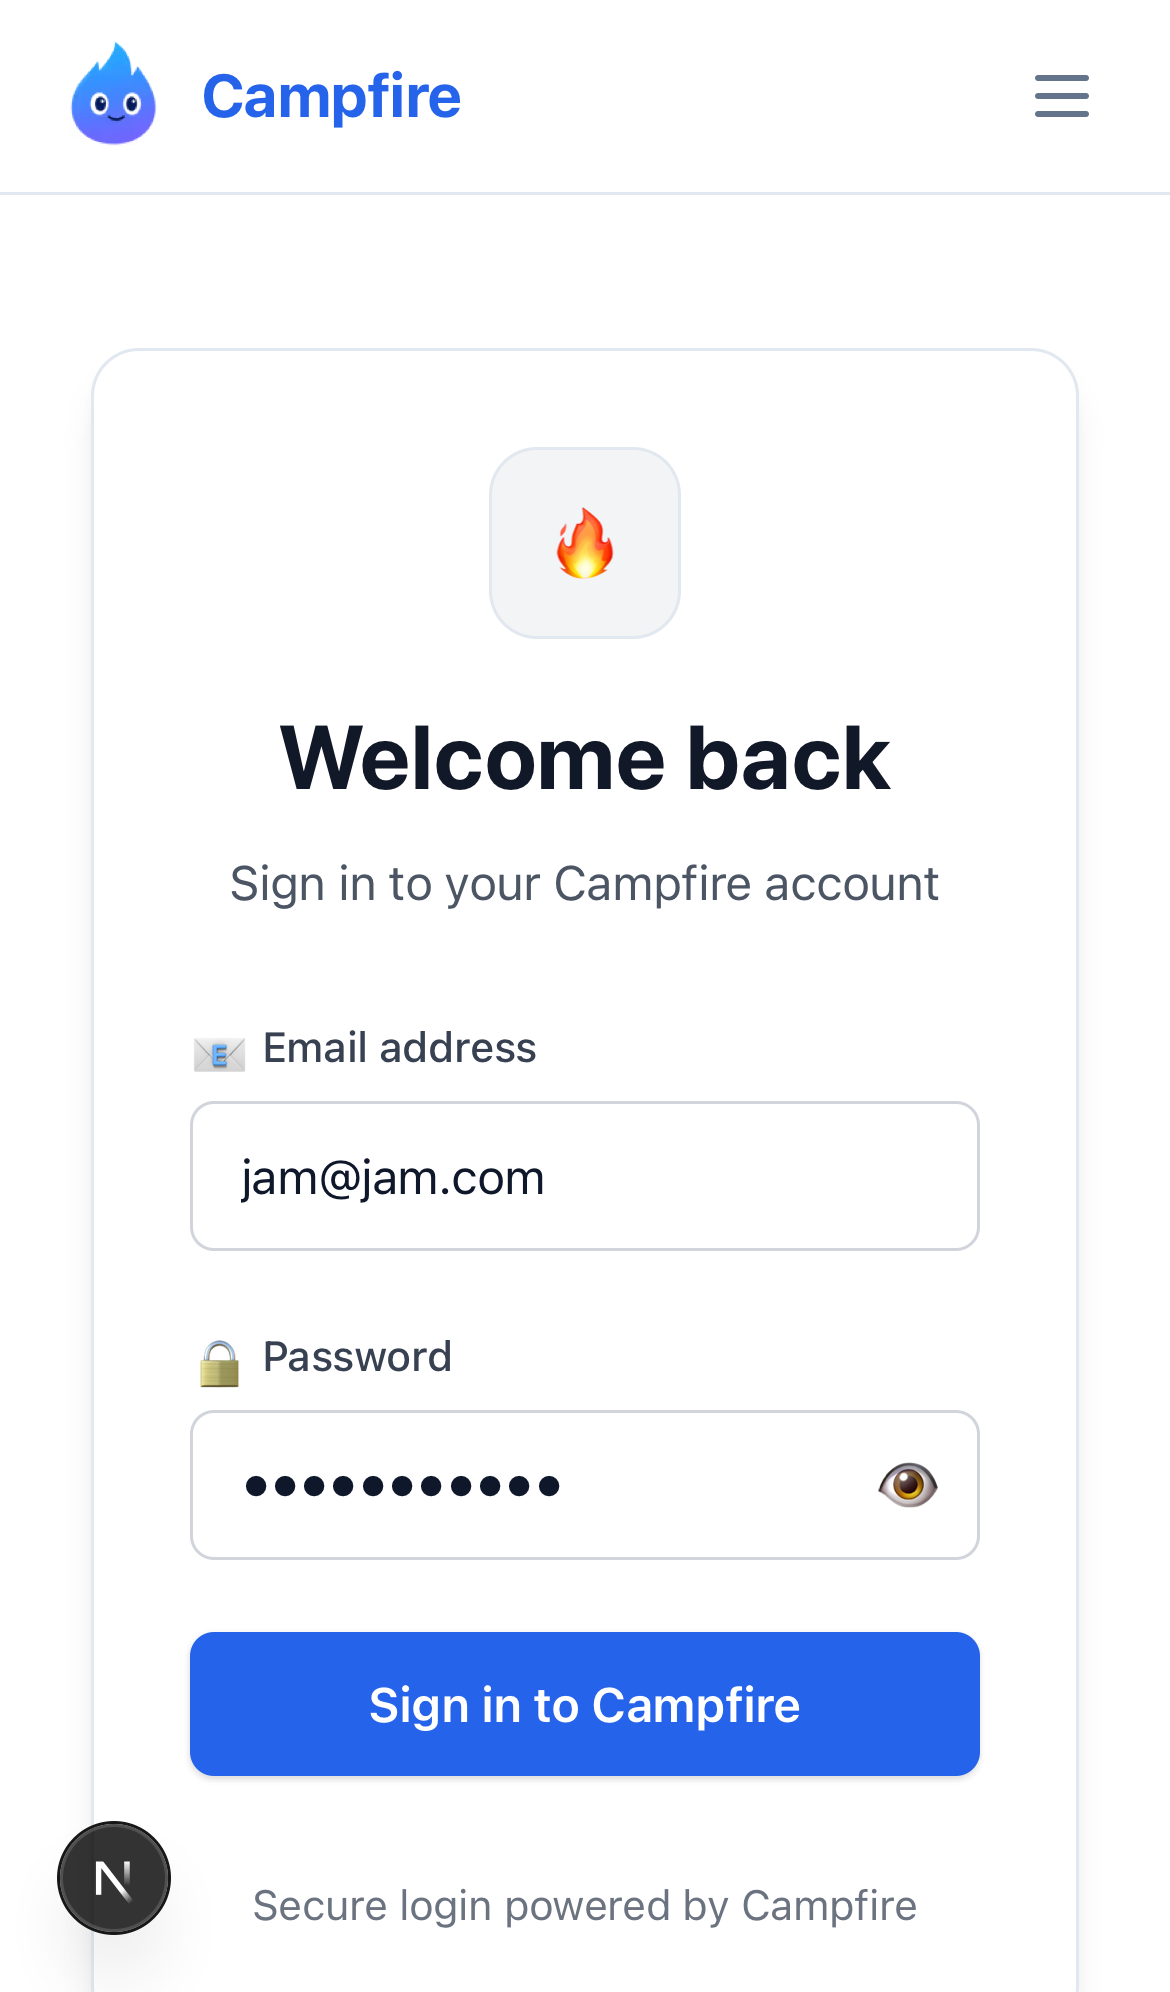 Campfire
Welcome back
Sign in to your Campfire account
📧 Email address
jam@jam.com
🔒 Password
●●●●●●●●●●●
Sign in to Campfire
N
Secure login powered by Campfire